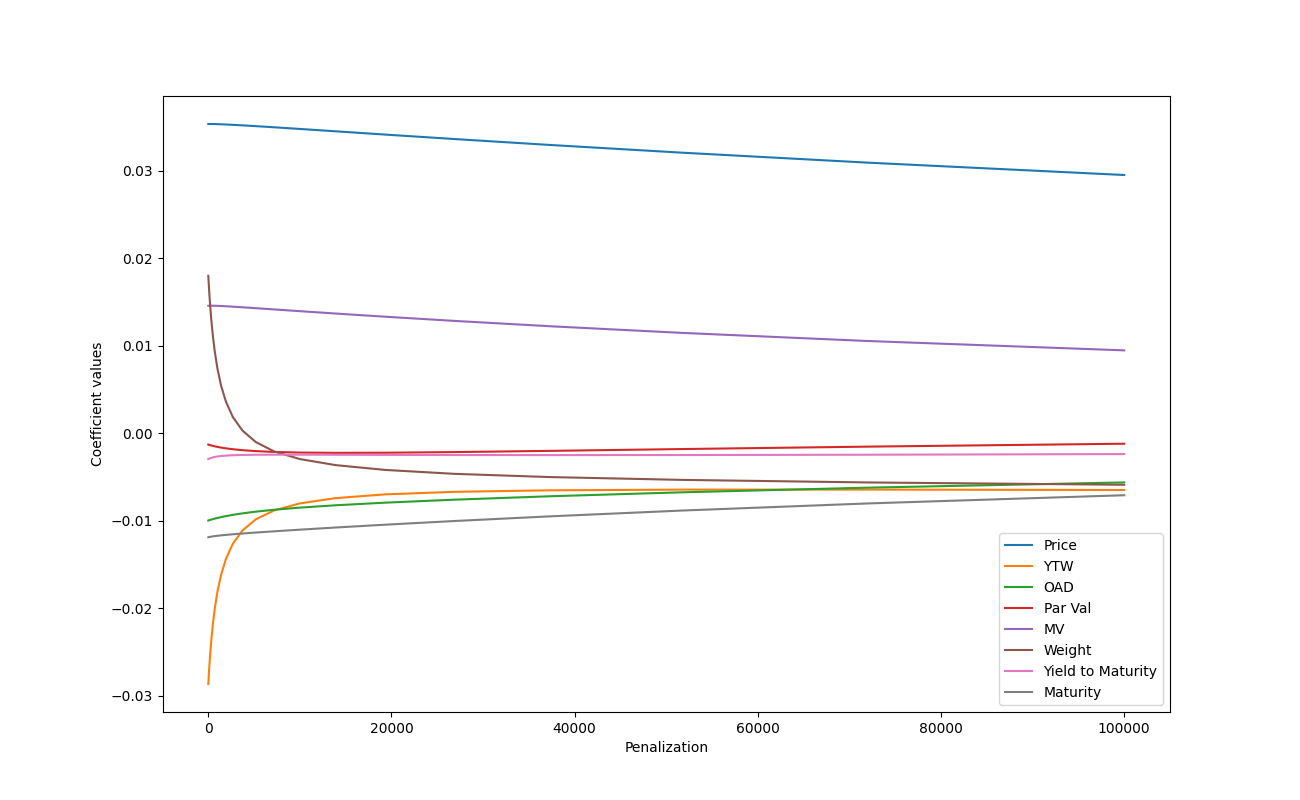 0.03
0.02
0.01
0.00
−0.01
−0.02
−0.03
Coefficient values
0
20000
40000
60000
80000
100000
Penalization
Price
YTW
OAD
Par Val
MV
Weight
Yield to Maturity
Maturity